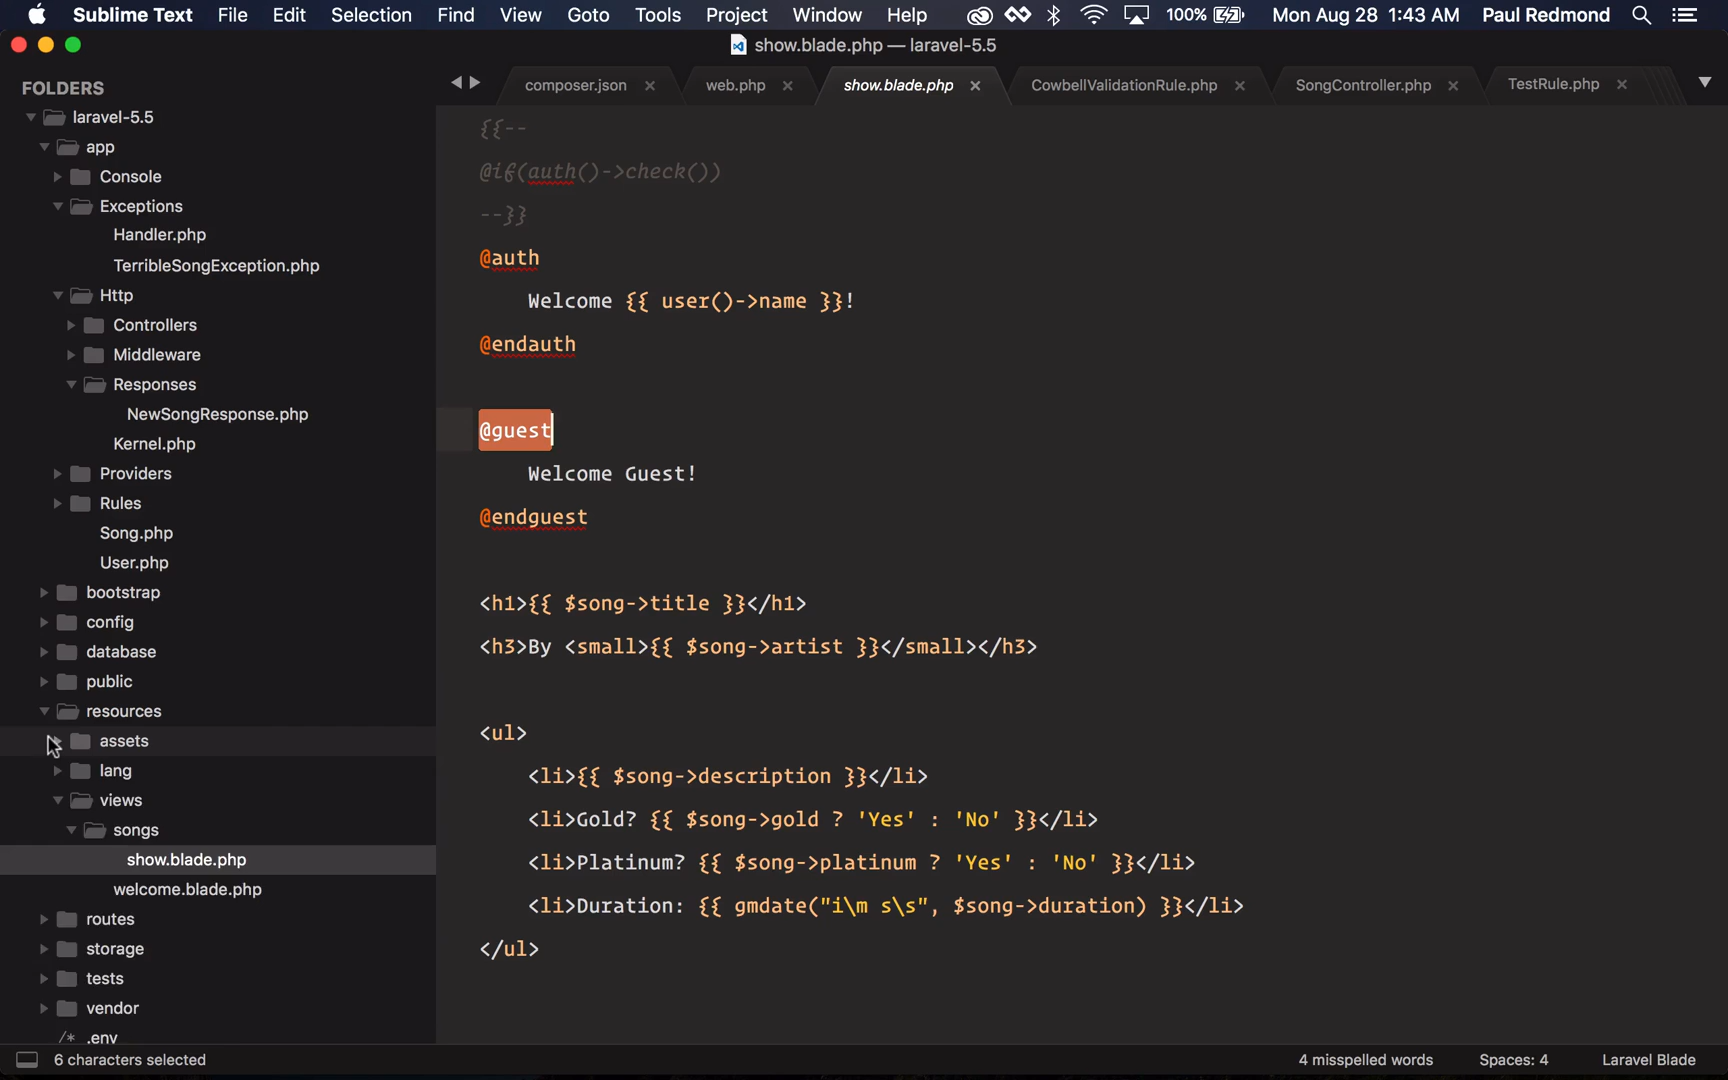 Sublime Text File Edit Selection Find View Goto Tools Project Window Help 100% Mon Aug 28 1:43 AM Paul Redmond
show.blade.php — laravel-5.5
FOLDERS
laravel-5.5
app
Console
Exceptions
Handler.php
TerribleSongException.php
Http
Controllers
Middleware
Responses
NewSongResponse.php
Kernel.php
Providers
Rules
Song.php
User.php
bootstrap
config
database
public
resources
assets
lang
views
songs
show.blade.php
welcome.blade.php
routes
storage
tests
vendor
/* .env
composer.json web.php show.blade.php CowbellValidationRule.php SongController.php TestRule.php
{{--
@if(auth()->check())
--}}
@auth
Welcome {{ user()->name }}!
@endauth
@guest
Welcome Guest!
@endguest
<h1>{{ $song->title }}</h1>
<h3>By <small>{{ $song->artist }}</small></h3>
<ul>
<li>{{ $song->description }}</li>
<li>Gold? {{ $song->gold ? 'Yes' : 'No' }}</li>
<li>Platinum? {{ $song->platinum ? 'Yes' : 'No' }}</li>
<li>Duration: {{ gmdate("i\m s\s", $song->duration) }}</li>
</ul>
6 characters selected 4 misspelled words Spaces: 4 Laravel Blade